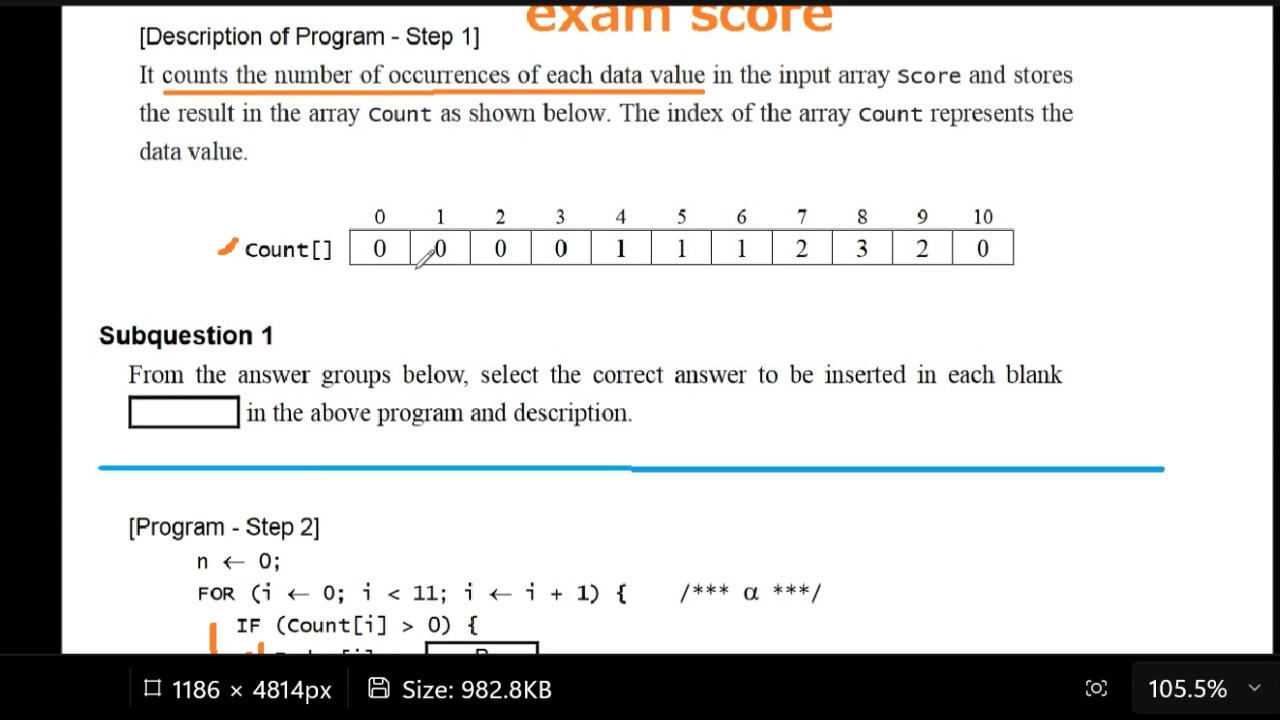 exam score
[Description of Program - Step 1]
It counts the number of occurrences of each data value in the input array Score and stores
the result in the array Count as shown below. The index of the array Count represents the
data value.
0 1 2 3 4 5 6 7 8 9 10
Count[] 0 0 0 0 1 1 1 2 3 2 0
Subquestion 1
From the answer groups below, select the correct answer to be inserted in each blank
in the above program and description.
[Program - Step 2]
n ← 0;
FOR (i ← 0; i < 11; i ← i + 1) { /*** α ***/
IF (Count[i] > 0) {
1186 × 4814px Size: 982.8KB 105.5%